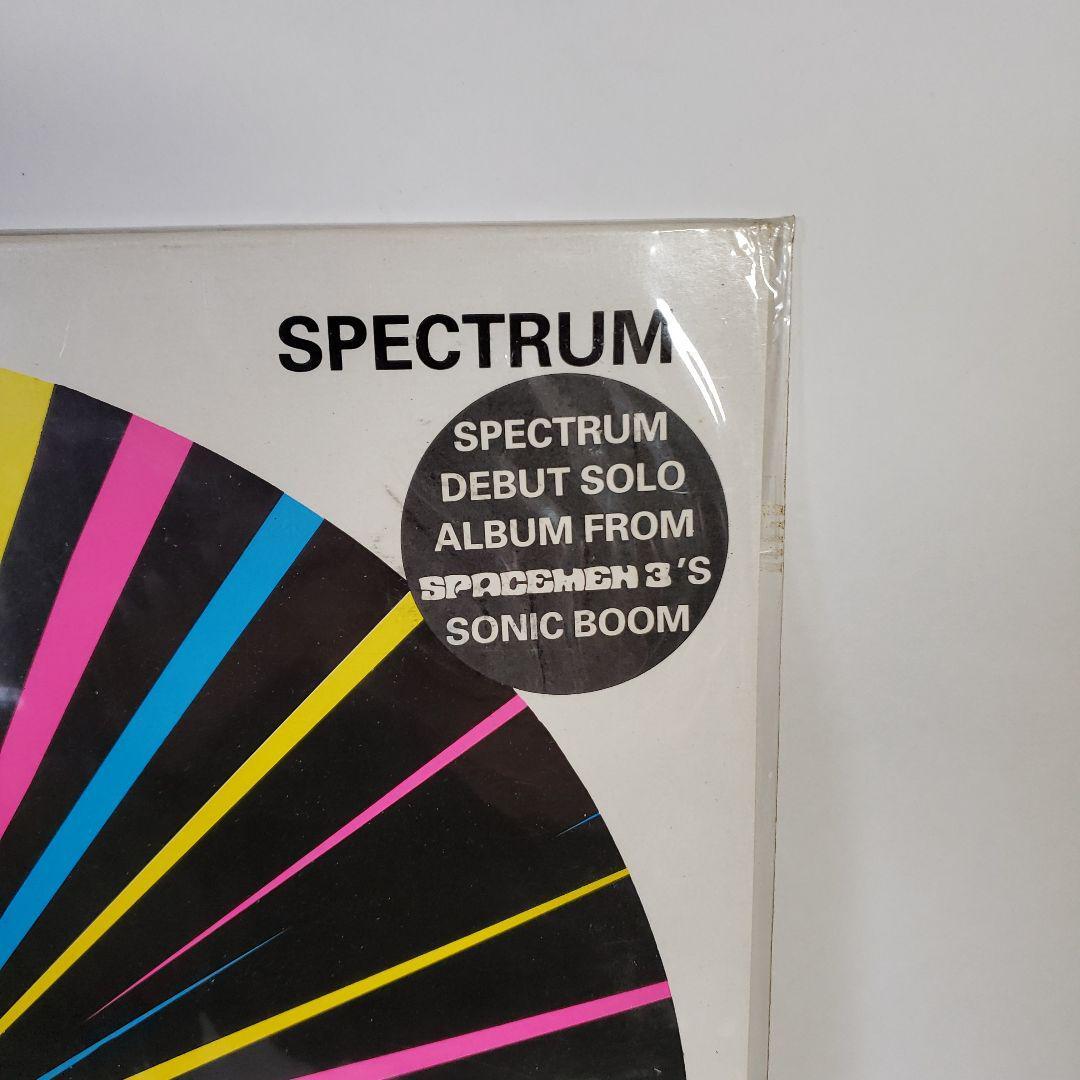 SPECTRUM
SPECTRUM
DEBUT SOLO
ALBUM FROM
SPACEMEN 3'S
SONIC BOOM